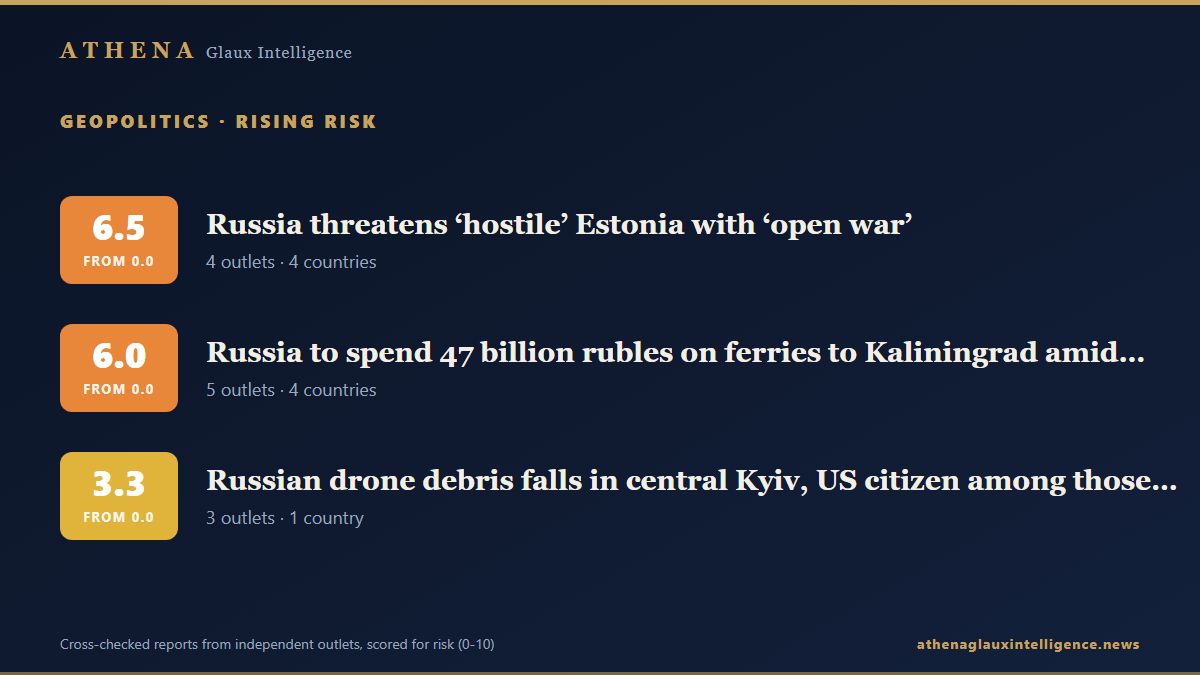 ATHENA Glaux Intelligence
GEOPOLITICS · RISING RISK
6.5
FROM 0.0
Russia threatens ‘hostile’ Estonia with ‘open war’
4 outlets · 4 countries
6.0
FROM 0.0
Russia to spend 47 billion rubles on ferries to Kaliningrad amid...
5 outlets · 4 countries
3.3
FROM 0.0
Russian drone debris falls in central Kyiv, US citizen among those...
3 outlets · 1 country
Cross-checked reports from independent outlets, scored for risk (0-10)
athenaglauxintelligence.news